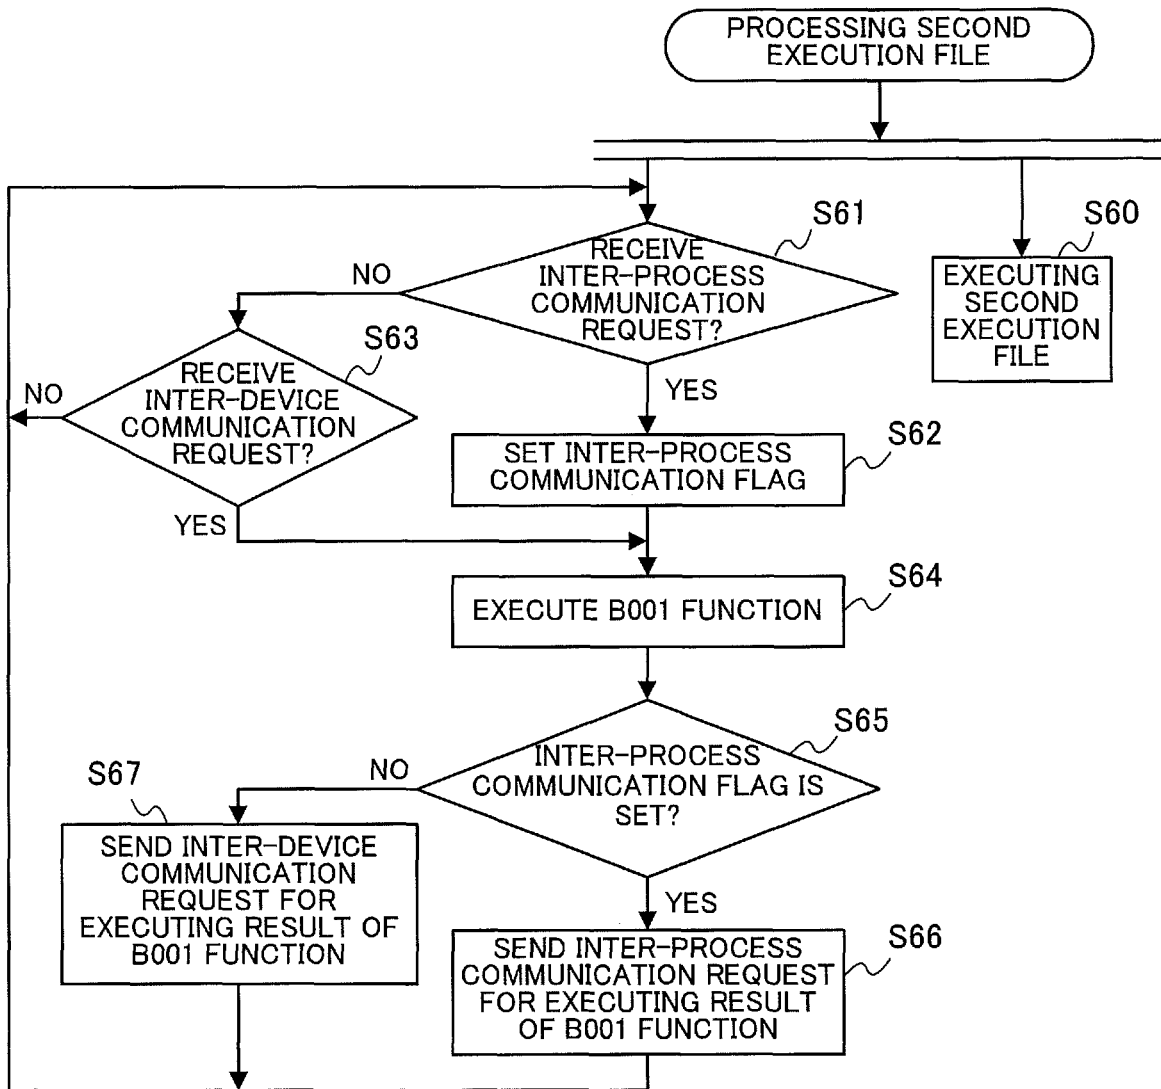 PROCESSING SECOND
EXECUTION FILE
S61
RECEIVE
INTER-PROCESS
COMMUNICATION
REQUEST?
NO
YES
S60
EXECUTING
SECOND
EXECUTION
FILE
S63
RECEIVE
INTER-DEVICE
COMMUNICATION
REQUEST?
NO
YES
S62
SET INTER-PROCESS
COMMUNICATION FLAG
S64
EXECUTE B001 FUNCTION
S65
INTER-PROCESS
COMMUNICATION FLAG IS
SET?
NO
YES
S67
SEND INTER-DEVICE
COMMUNICATION
REQUEST FOR
EXECUTING RESULT OF
B001 FUNCTION
S66
SEND INTER-PROCESS
COMMUNICATION REQUEST
FOR EXECUTING RESULT
OF B001 FUNCTION